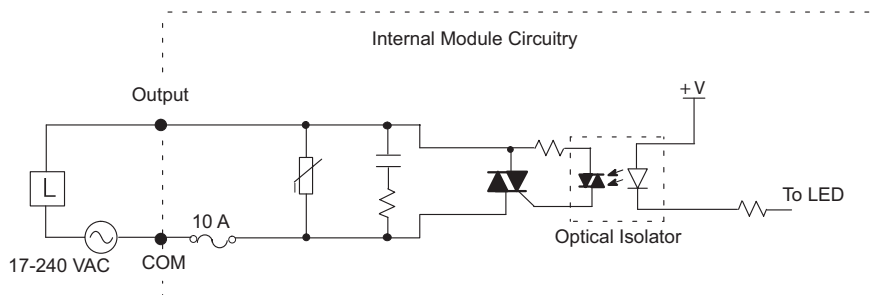 Internal Module Circuitry
Output
+V
L
10 A
To LED
Optical Isolator
17-240 VAC
COM